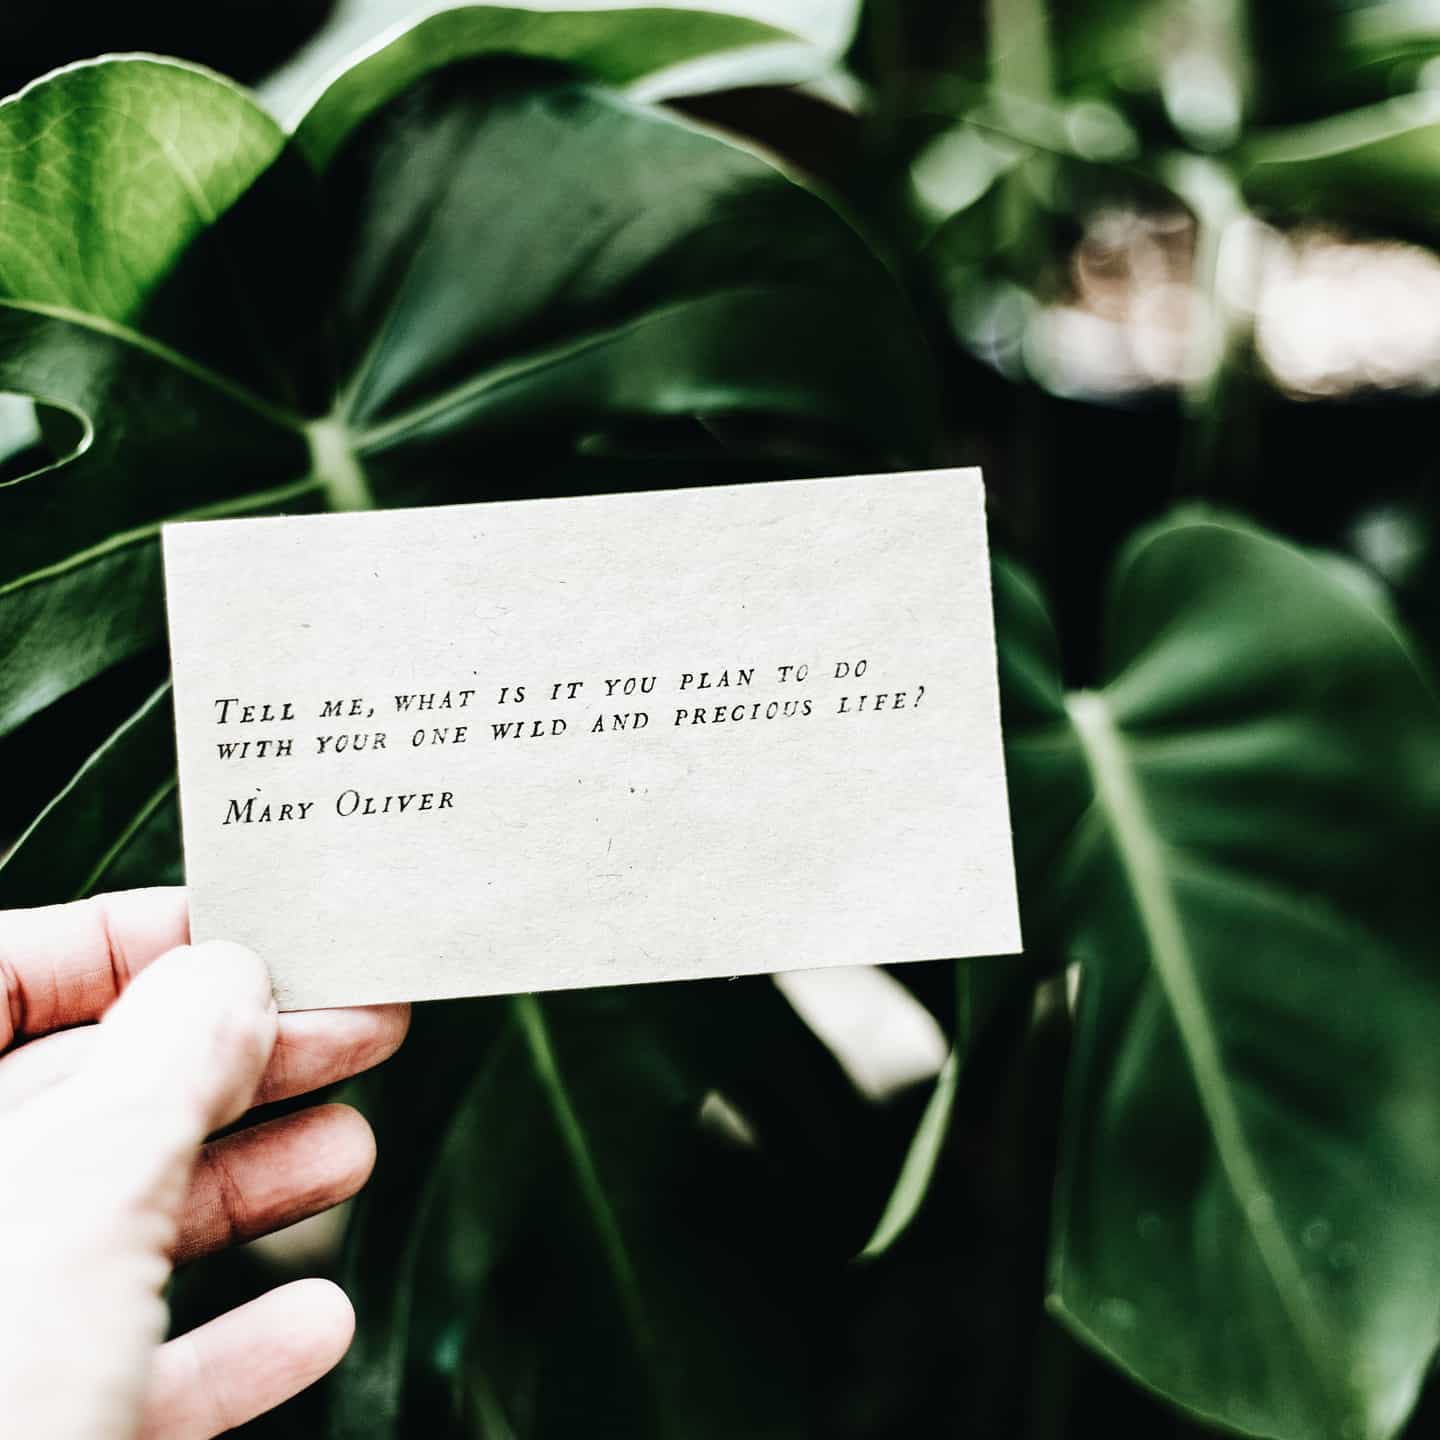 Tell me, what is it you plan to do
with your one wild and precious life?
Mary Oliver